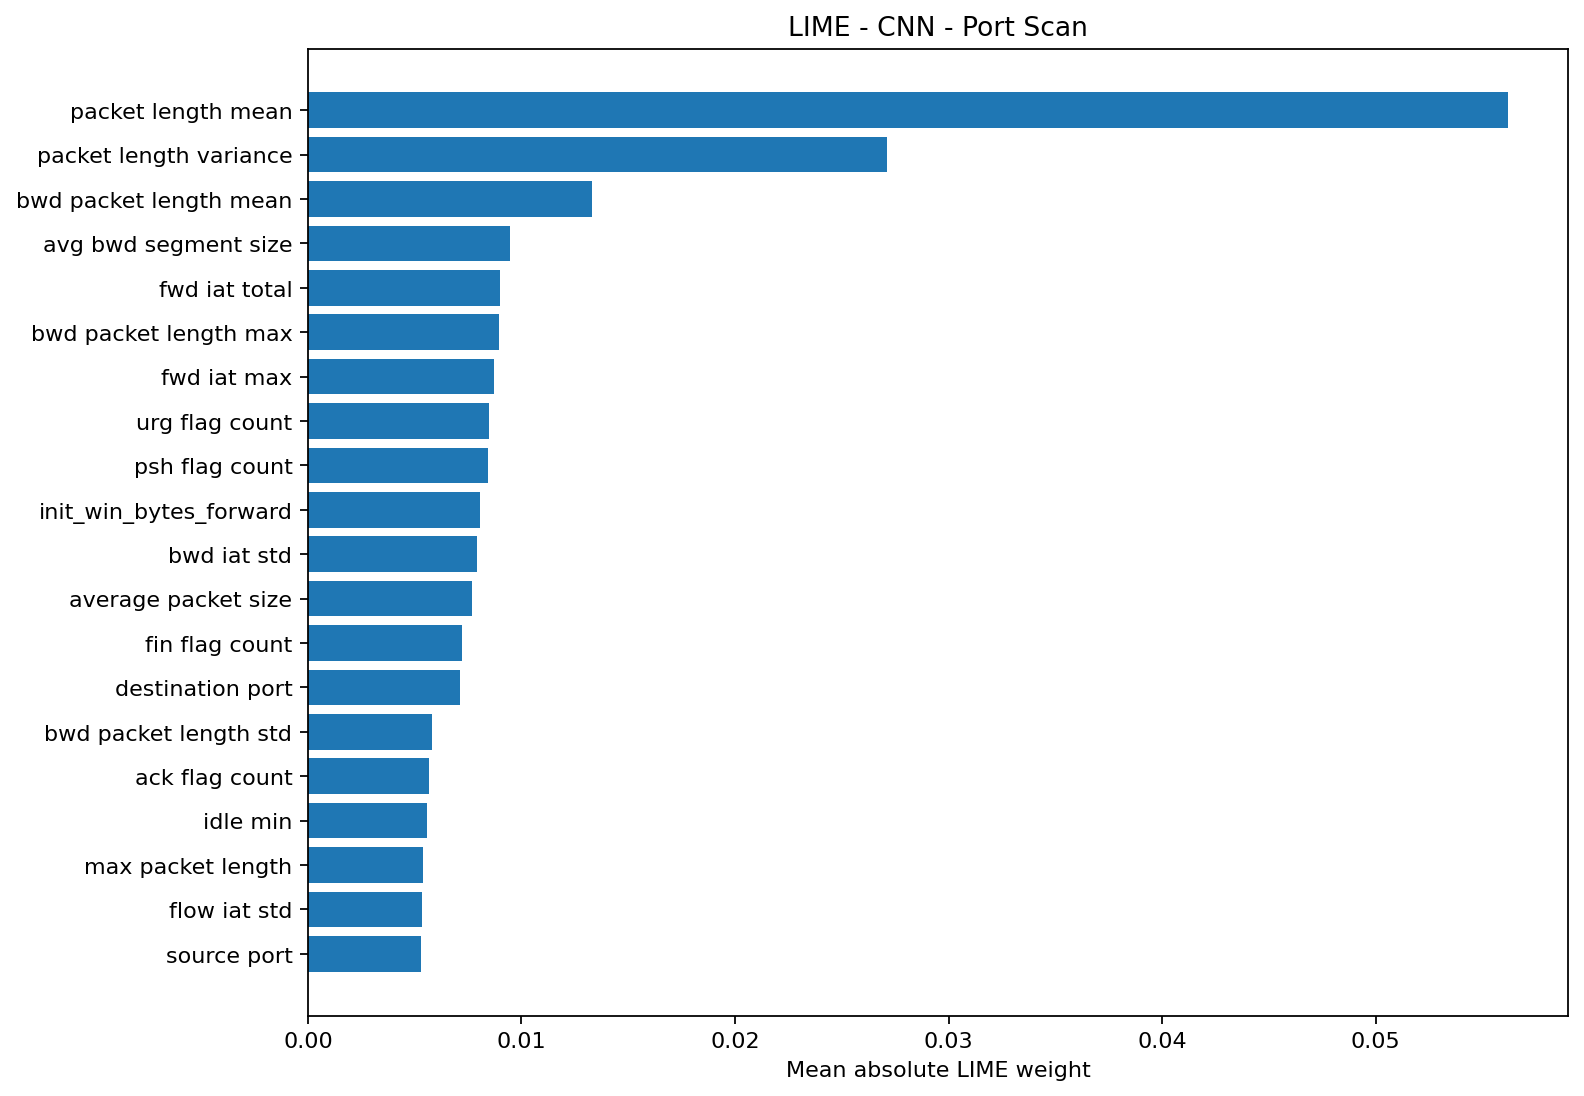 LIME - CNN - Port Scan
packet length mean
packet length variance
bwd packet length mean
avg bwd segment size
fwd iat total
bwd packet length max
fwd iat max
urg flag count
psh flag count
init_win_bytes_forward
bwd iat std
average packet size
fin flag count
destination port
bwd packet length std
ack flag count
idle min
max packet length
flow iat std
source port
0.00 0.01 0.02 0.03 0.04 0.05
Mean absolute LIME weight